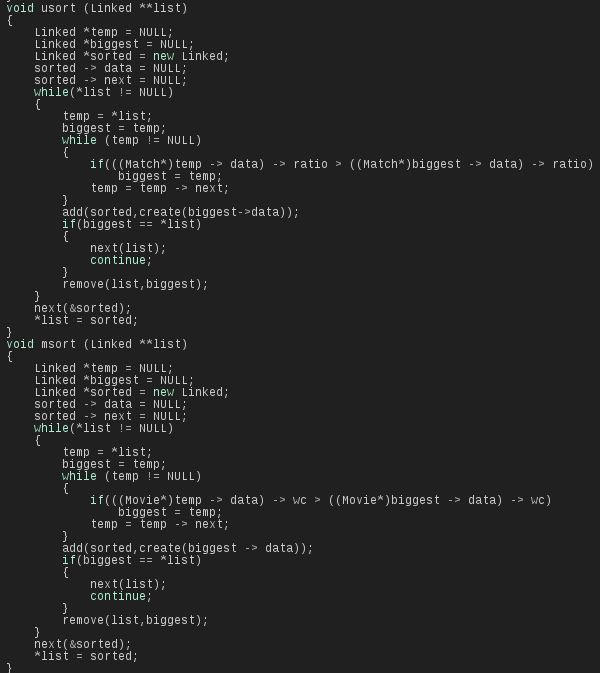 void usort (Linked **list)
{
    Linked *temp = NULL;
    Linked *biggest = NULL;
    Linked *sorted = new Linked;
    sorted -> data = NULL;
    sorted -> next = NULL;
    while(*list != NULL)
    {
        temp = *list;
        biggest = temp;
        while (temp != NULL)
        {
            if(((Match*)temp -> data) -> ratio > ((Match*)biggest -> data) -> ratio)
                biggest = temp;
            temp = temp -> next;
        }
        add(sorted,create(biggest->data));
        if(biggest == *list)
        {
            next(list);
            continue;
        }
        remove(list,biggest);
    }
    next(&sorted);
    *list = sorted;
}
void msort (Linked **list)
{
    Linked *temp = NULL;
    Linked *biggest = NULL;
    Linked *sorted = new Linked;
    sorted -> data = NULL;
    sorted -> next = NULL;
    while(*list != NULL)
    {
        temp = *list;
        biggest = temp;
        while (temp != NULL)
        {
            if(((Movie*)temp -> data) -> wc > ((Movie*)biggest -> data) -> wc)
                biggest = temp;
            temp = temp -> next;
        }
        add(sorted,create(biggest -> data));
        if(biggest == *list)
        {
            next(list);
            continue;
        }
        remove(list,biggest);
    }
    next(&sorted);
    *list = sorted;
}